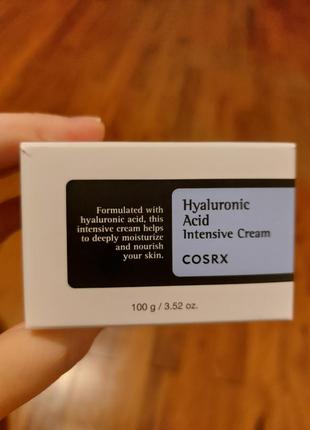 Formulated with
hyaluronic acid, this
intensive cream helps
to deeply moisturize
and nourish
your skin.
Hyaluronic
Acid
Intensive Cream
COSRX
100 g / 3.52 oz.